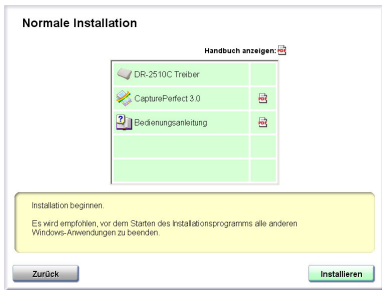 Normale Installation
Handbuch anzeigen:
DR-2510C Treiber
CapturePerfect 3.0
Bedienungsanleitung
Installation beginnen.
Es wird empfohlen, vor dem Starten des Installationsprogramms alle anderen
Windows-Anwendungen zu beenden.
Zurück
Installieren